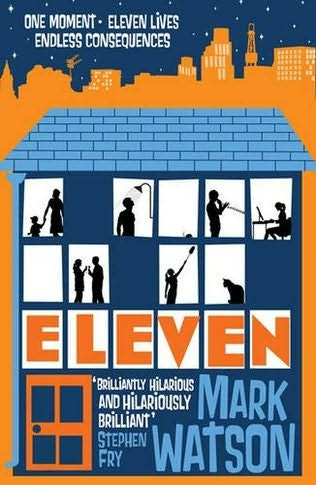 ONE MOMENT · ELEVEN LIVES
ENDLESS CONSEQUENCES
ELEVEN
'BRILLIANTLY HILARIOUS
AND HILARIOUSLY
BRILLIANT'
STEPHEN
FRY
MARK
WATSON